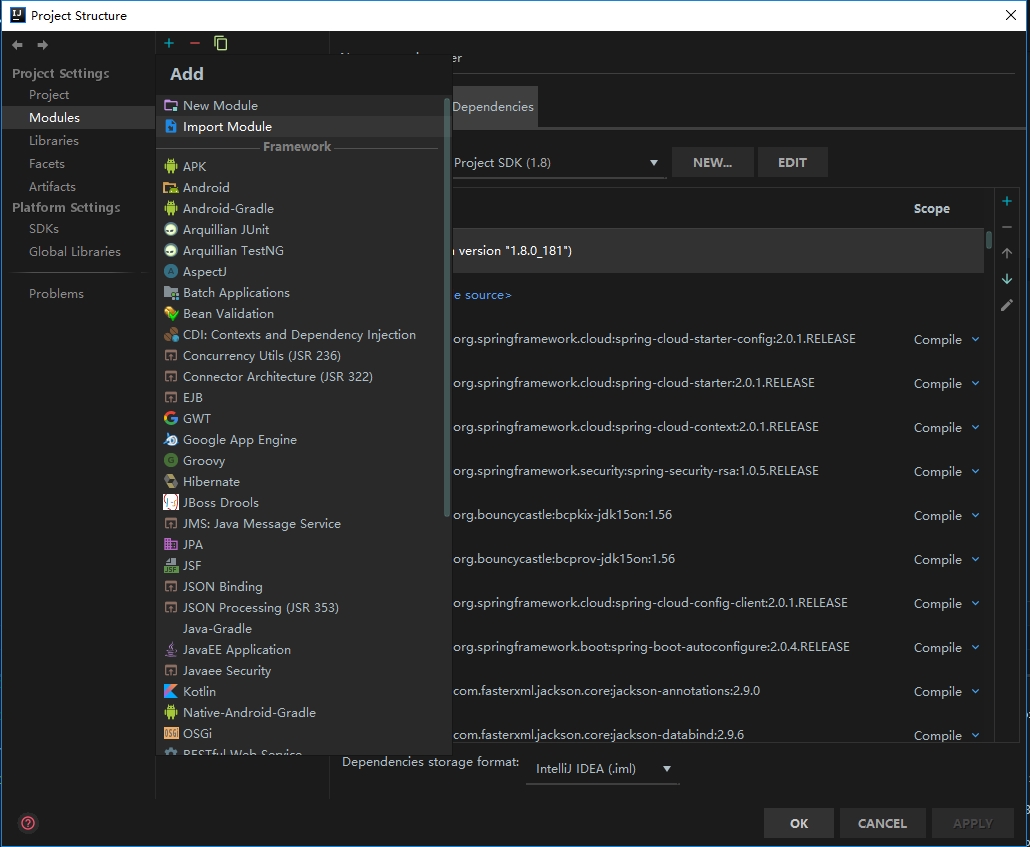 Project Structure
Project Settings
Project
Modules
Libraries
Facets
Artifacts
Platform Settings
SDKs
Global Libraries
Problems
Add
New Module
Import Module
Framework
APK
Android
Android-Gradle
Arquillian JUnit
Arquillian TestNG
AspectJ
Batch Applications
Bean Validation
CDI: Contexts and Dependency Injection
Concurrency Utils (JSR 236)
Connector Architecture (JSR 322)
EJB
GWT
Google App Engine
Groovy
Hibernate
JBoss Drools
JMS: Java Message Service
JPA
JSF
JSON Binding
JSON Processing (JSR 353)
Java-Gradle
JavaEE Application
Javaee Security
Kotlin
Native-Android-Gradle
OSGi
RESTful Web Service
er
Dependencies
Project SDK (1.8)
NEW...
EDIT
Scope
version "1.8.0_181")
e source>
org.springframework.cloud:spring-cloud-starter-config:2.0.1.RELEASE Compile
org.springframework.cloud:spring-cloud-starter:2.0.1.RELEASE Compile
org.springframework.cloud:spring-cloud-context:2.0.1.RELEASE Compile
org.springframework.security:spring-security-rsa:1.0.5.RELEASE Compile
org.bouncycastle:bcpkix-jdk15on:1.56 Compile
org.bouncycastle:bcprov-jdk15on:1.56 Compile
org.springframework.cloud:spring-cloud-config-client:2.0.1.RELEASE Compile
org.springframework.boot:spring-boot-autoconfigure:2.0.4.RELEASE Compile
com.fasterxml.jackson.core:jackson-annotations:2.9.0 Compile
com.fasterxml.jackson.core:jackson-databind:2.9.6 Compile
Dependencies storage format: IntelliJ IDEA (.iml)
OK
CANCEL
APPLY